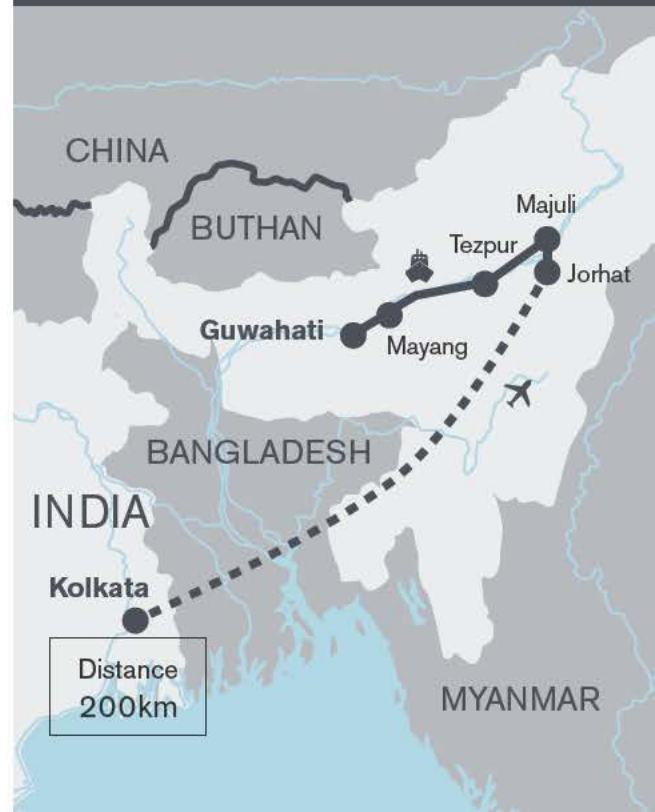 CHINA
BUTHAN
Majuli
Tezpur
Jorhat
Guwahati
Mayang
BANGLADESH
INDIA
Kolkata
Distance
200km
MYANMAR